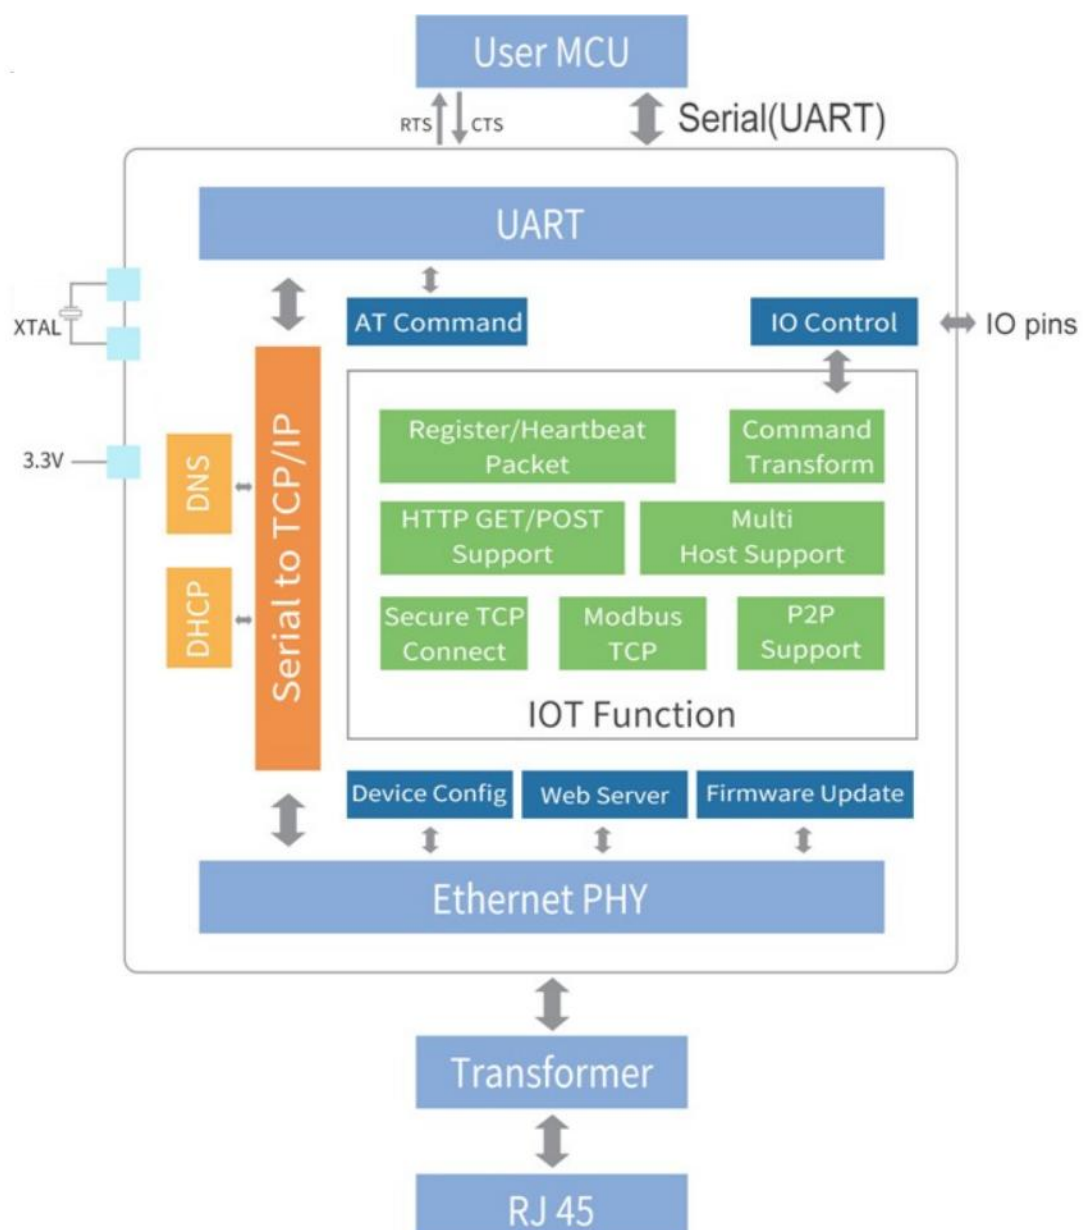 User MCU
RTS
CTS
Serial(UART)
UART
XTAL
AT Command
IO Control
IO pins
3.3V
DNS
DHCP
Serial to TCP/IP
Register/Heartbeat
Packet
Command
Transform
HTTP GET/POST
Support
Multi
Host Support
Secure TCP
Connect
Modbus
TCP
P2P
Support
IOT Function
Device Config
Web Server
Firmware Update
Ethernet PHY
Transformer
RJ 45